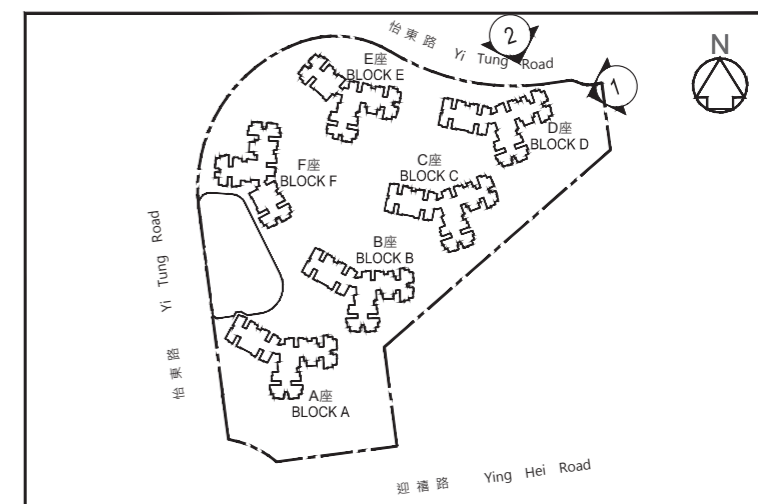 怡東路 Yi Tung Road
2
1
N
E座
BLOCK E
D座
BLOCK D
C座
BLOCK C
F座
BLOCK F
B座
BLOCK B
怡東路 Yi Tung Road
A座
BLOCK A
迎禧路 Ying Hei Road